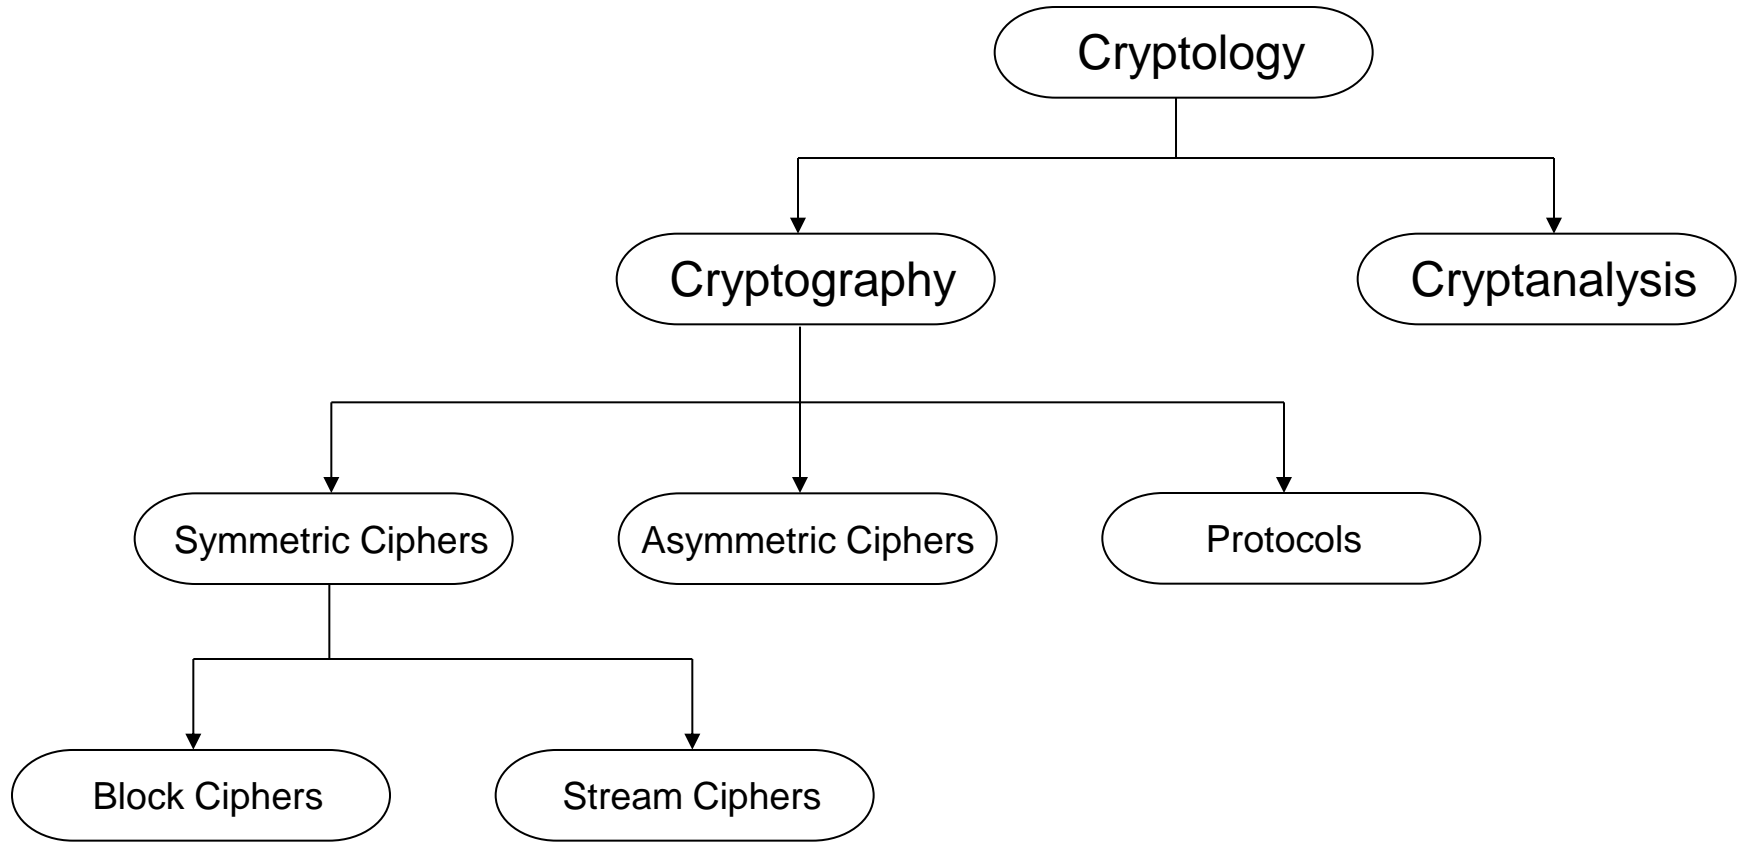 Cryptology
Cryptography
Cryptanalysis
Symmetric Ciphers
Asymmetric Ciphers
Protocols
Block Ciphers
Stream Ciphers